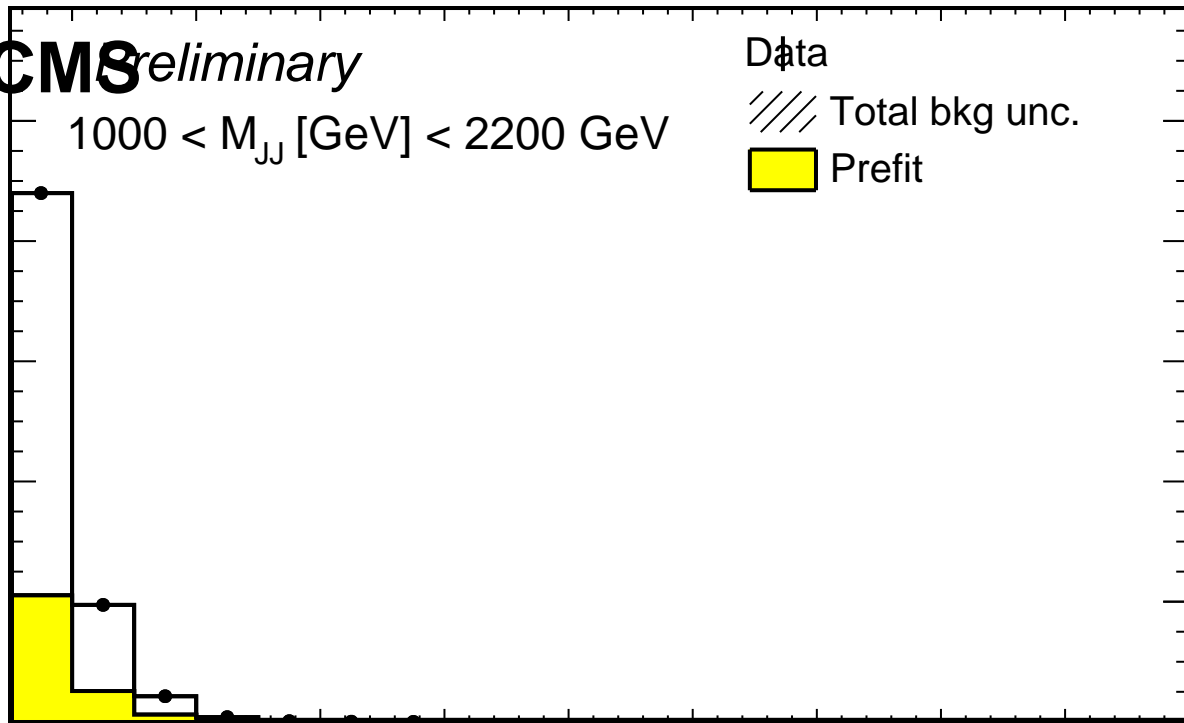 CMS Preliminary
1000 < M_JJ [GeV] < 2200 GeV
Data
Total bkg unc.
Prefit